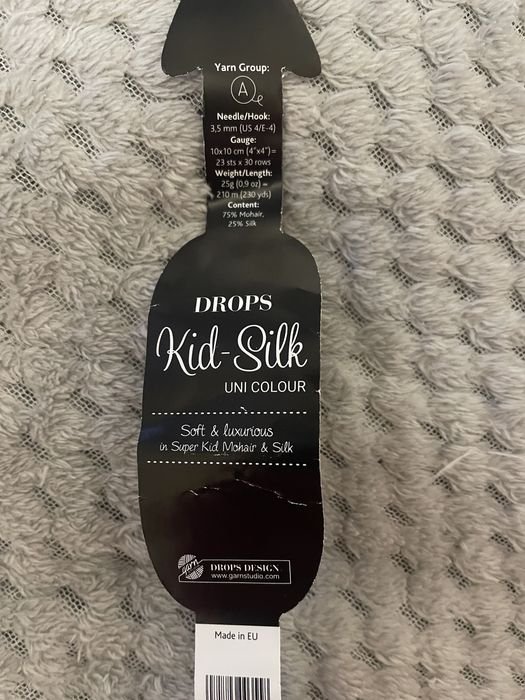 Yarn Group:
A
Needle/Hook:
3,5 mm (US 4/E-4)
Gauge:
10x10 cm (4"x4") =
23 sts x 30 rows
Weight/Length:
25g (0,9 oz) =
210 m (230 yds)
Content:
75% Mohair,
25% Silk
DROPS
Kid-Silk
UNI COLOUR
Soft & luxurious
in Super Kid Mohair & Silk
garn
DROPS DESIGN
www.garnstudio.com
Made in EU